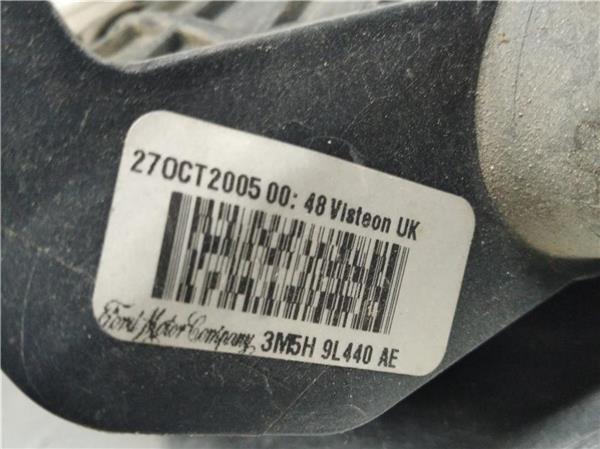 27OCT2005 00: 48 Visteon UK
Ford Motor Company 3M5H 9L440 AE